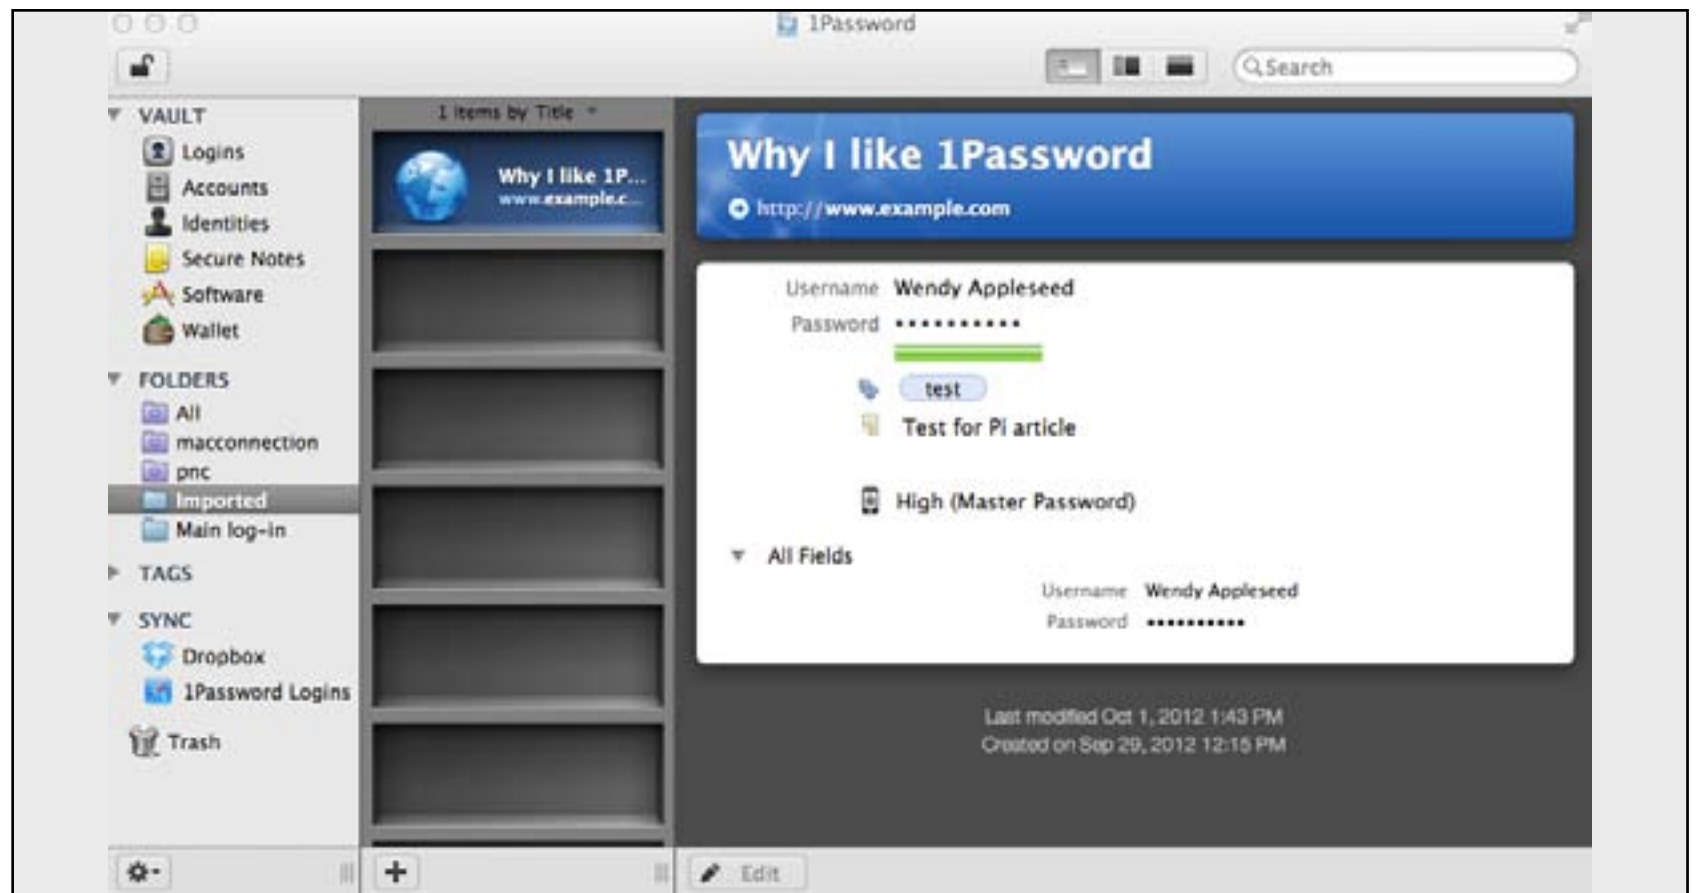 1Password
Search
VAULT
Logins
Accounts
Identities
Secure Notes
Software
Wallet
FOLDERS
All
macconnection
pnc
Imported
Main log-in
TAGS
SYNC
Dropbox
1Password Logins
Trash
1 items by Title
Why I like 1P...
www.example.c...
Why I like 1Password
http://www.example.com
Username Wendy Appleseed
Password ••••••••••
test
Test for Pi article
High (Master Password)
All Fields
Username Wendy Appleseed
Password ••••••••••
Last modified Oct 1, 2012 1:43 PM
Created on Sep 29, 2012 12:15 PM
Edit